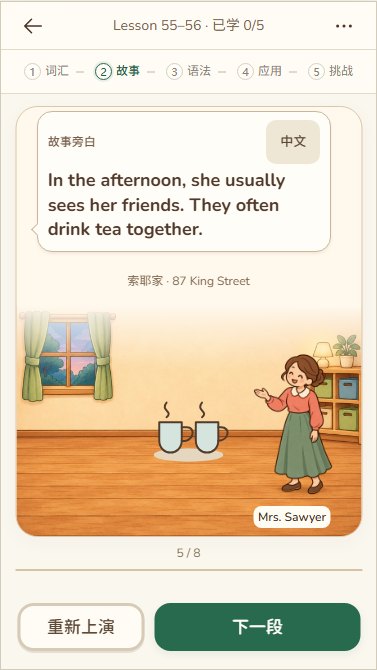 Lesson 55–56 · 已学 0/5
1 词汇 2 故事 3 语法 4 应用 5 挑战
故事旁白
中文
In the afternoon, she usually
sees her friends. They often
drink tea together.
索耶家 · 87 King Street
Mrs. Sawyer
5 / 8
重新上演
下一段